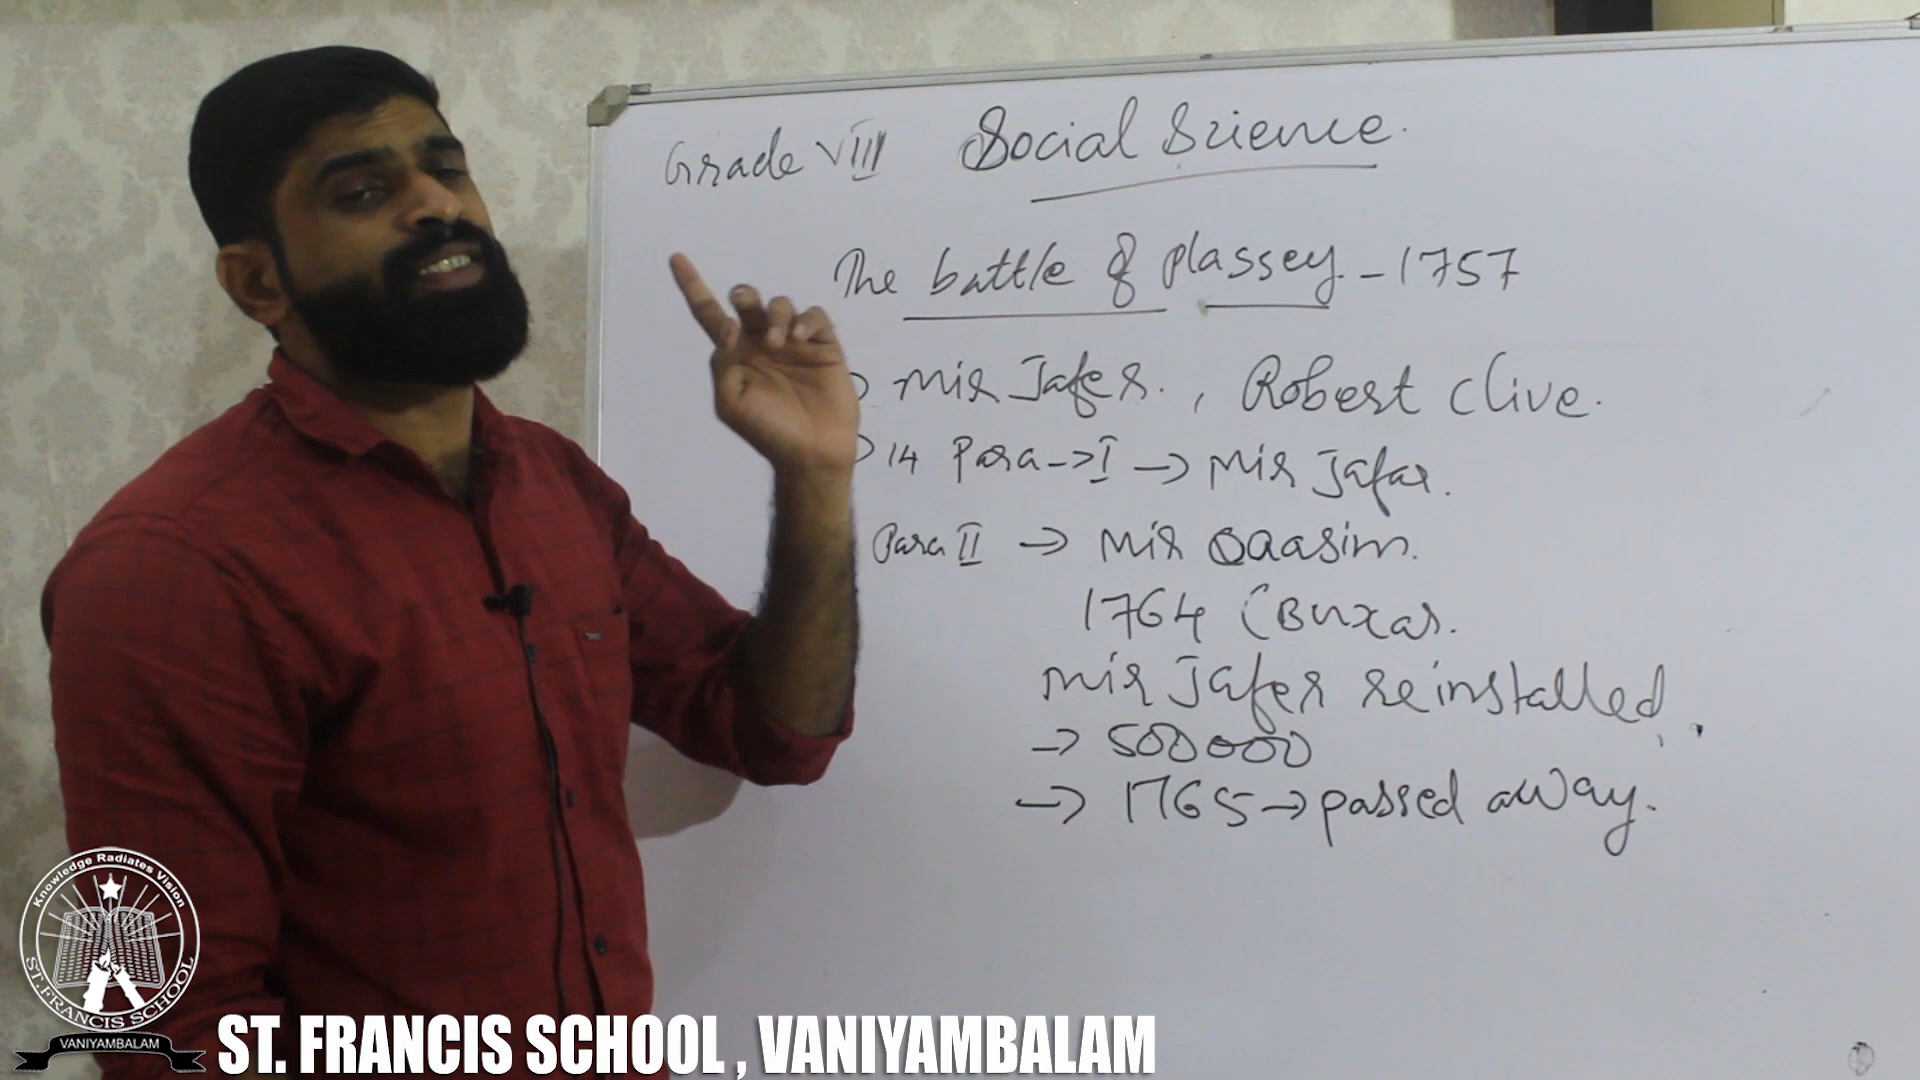 Grade VIII Social Science.
The battle of plassey - 1757
Mir Jafer. , Robert Clive.
14 Para -> I -> Mir Jafar.
Para II -> Mir Qaasim.
1764 (Buxar.
Mir Jafer reinstalled.
-> 500000
-> 1765 -> passed away.
Knowledge Radiates Vision
ST. FRANCIS SCHOOL
VANIYAMBALAM
ST. FRANCIS SCHOOL , VANIYAMBALAM